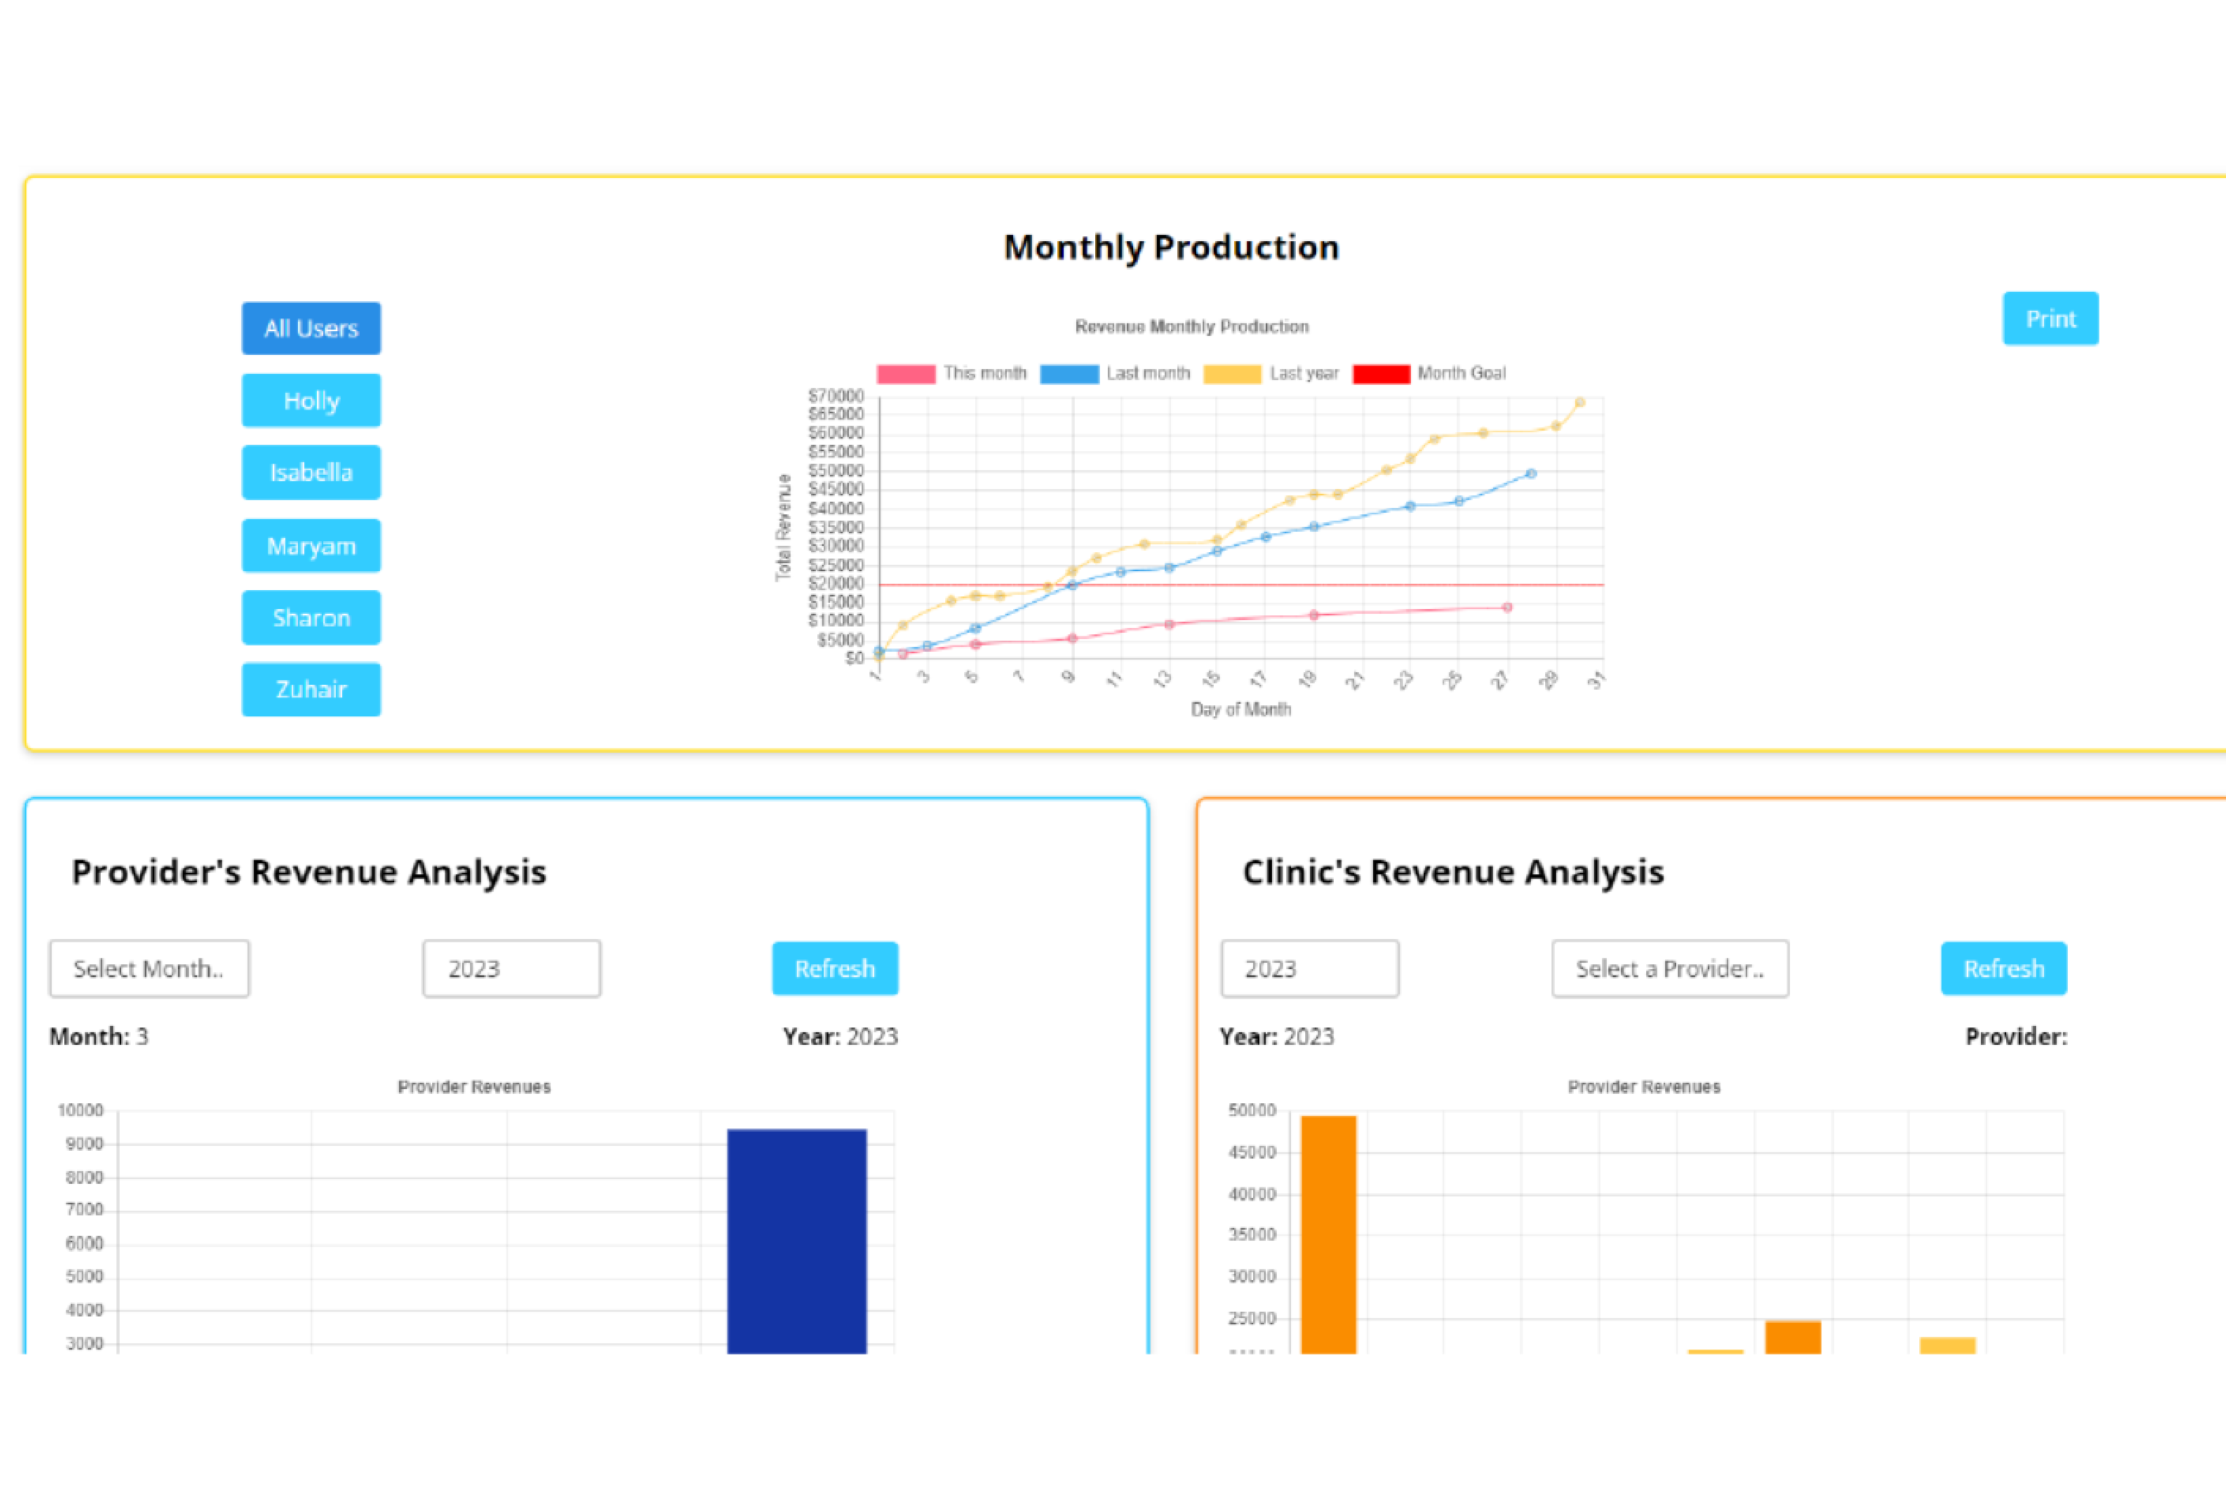 Monthly Production
All Users
Holly
Isabella
Maryam
Sharon
Zuhair
Print
Revenue Monthly Production
This month Last month Last year Month Goal
Total Revenue
$70000
$65000
$60000
$55000
$50000
$45000
$40000
$35000
$30000
$25000
$20000
$15000
$10000
$5000
$0
1 3 5 7 9 11 13 15 17 19 21 23 25 27 29 31
Day of Month
Provider's Revenue Analysis
Select Month.. 2023 Refresh
Month: 3 Year: 2023
Provider Revenues
10000
9000
8000
7000
6000
5000
4000
3000
Clinic's Revenue Analysis
2023 Select a Provider.. Refresh
Year: 2023 Provider:
Provider Revenues
50000
45000
40000
35000
30000
25000